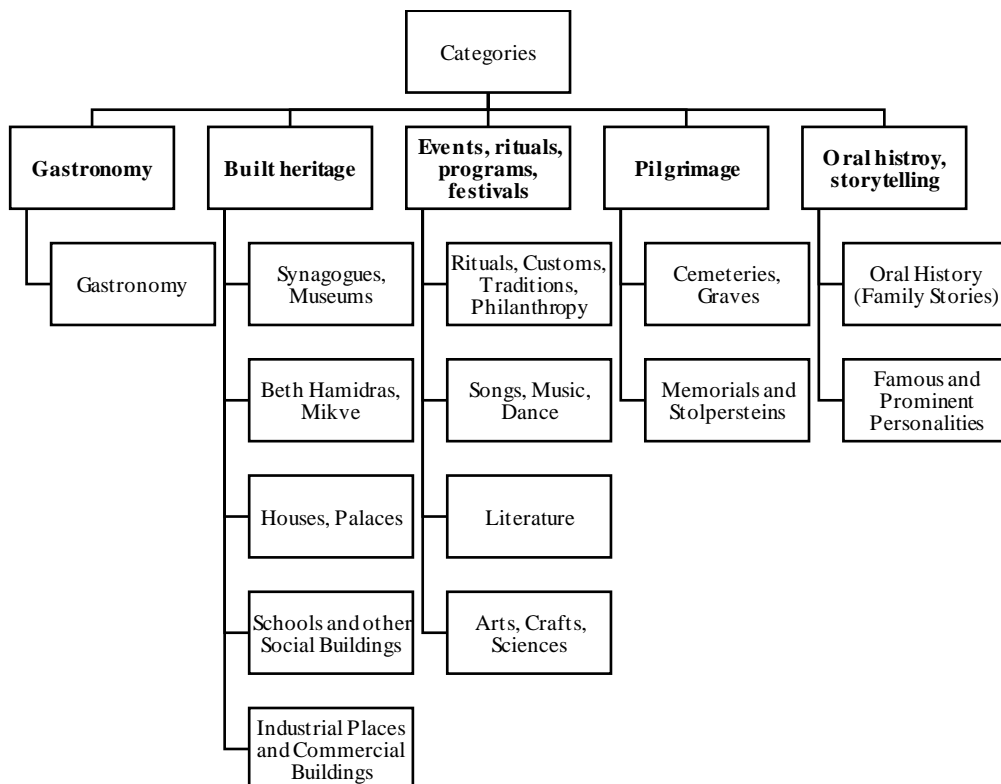 Categories
Gastronomy
Built heritage
Events, rituals,
programs,
festivals
Pilgrimage
Oral histroy,
storytelling
Gastronomy
Synagogues,
Museums
Beth Hamidras,
Mikve
Houses, Palaces
Schools and other
Social Buildings
Industrial Places
and Commercial
Buildings
Rituals, Customs,
Traditions,
Philanthropy
Songs, Music,
Dance
Literature
Arts, Crafts,
Sciences
Cemeteries,
Graves
Memorials and
Stolpersteins
Oral History
(Family Stories)
Famous and
Prominent
Personalities